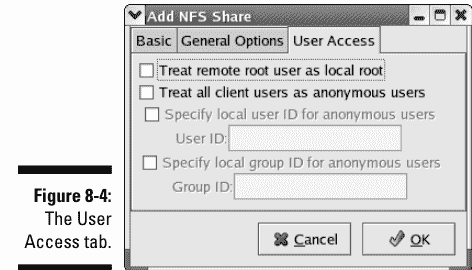 Add NFS Share
Basic General Options User Access
Treat remote root user as local root
Treat all client users as anonymous users
Specify local user ID for anonymous users
User ID:
Specify local group ID for anonymous users
Group ID:
Cancel OK
Figure 8-4:
The User
Access tab.